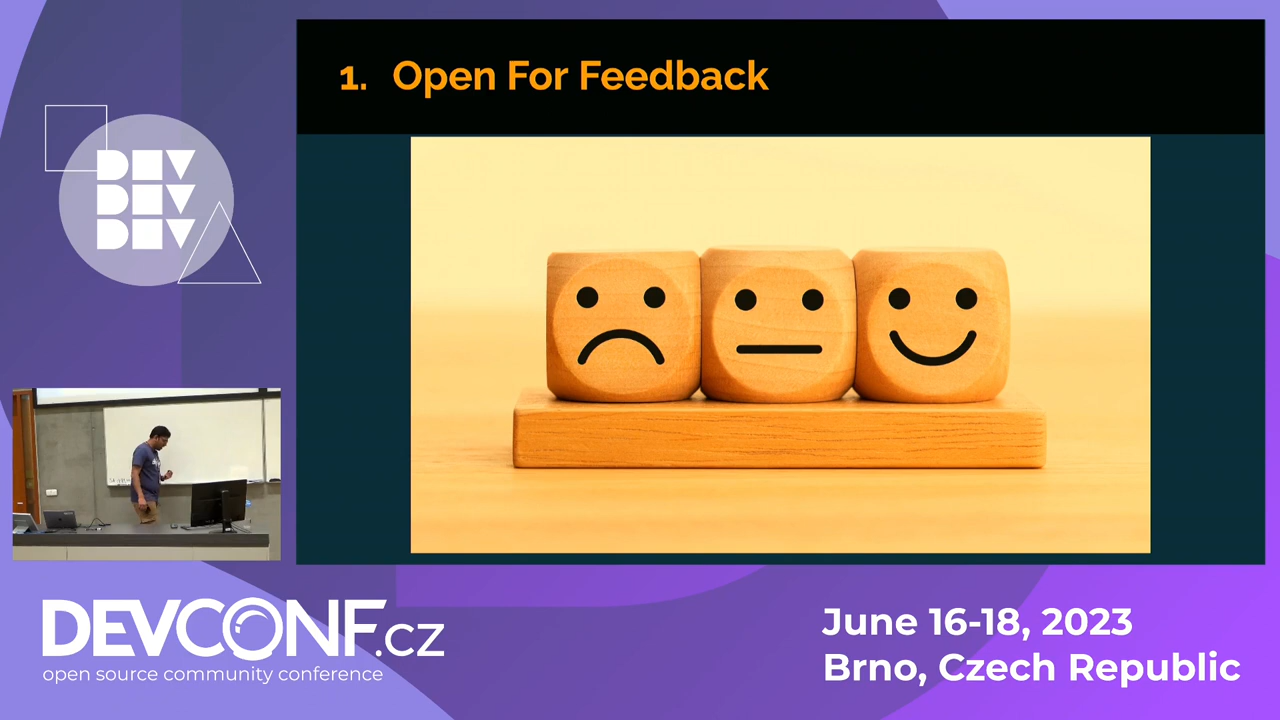 1. Open For Feedback
DEV
DEV
DEV
DEVCONF.cz
open source community conference
June 16-18, 2023
Brno, Czech Republic